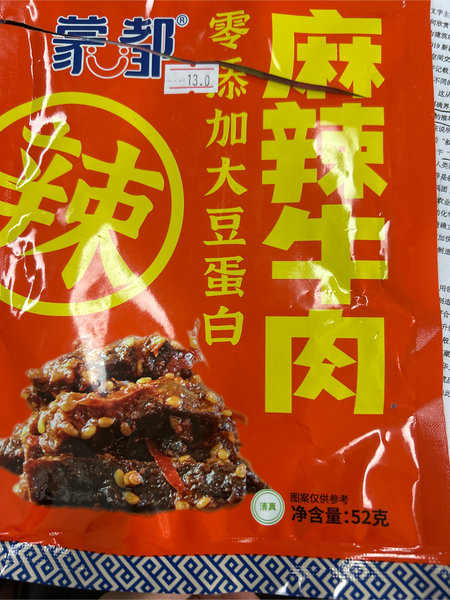 蒙都®
13.0
零添加大豆蛋白
麻辣牛肉
辣
清真
图案仅供参考
净含量:52克